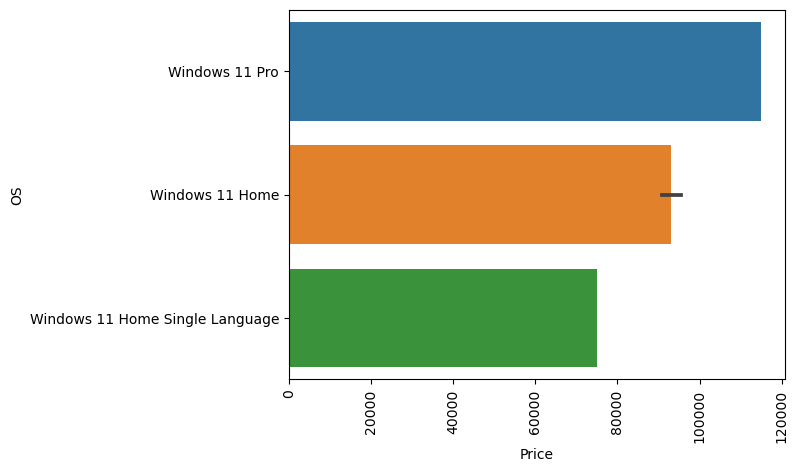 Windows 11 Pro
Windows 11 Home
Windows 11 Home Single Language
OS
0
20000
40000
60000
80000
100000
120000
Price